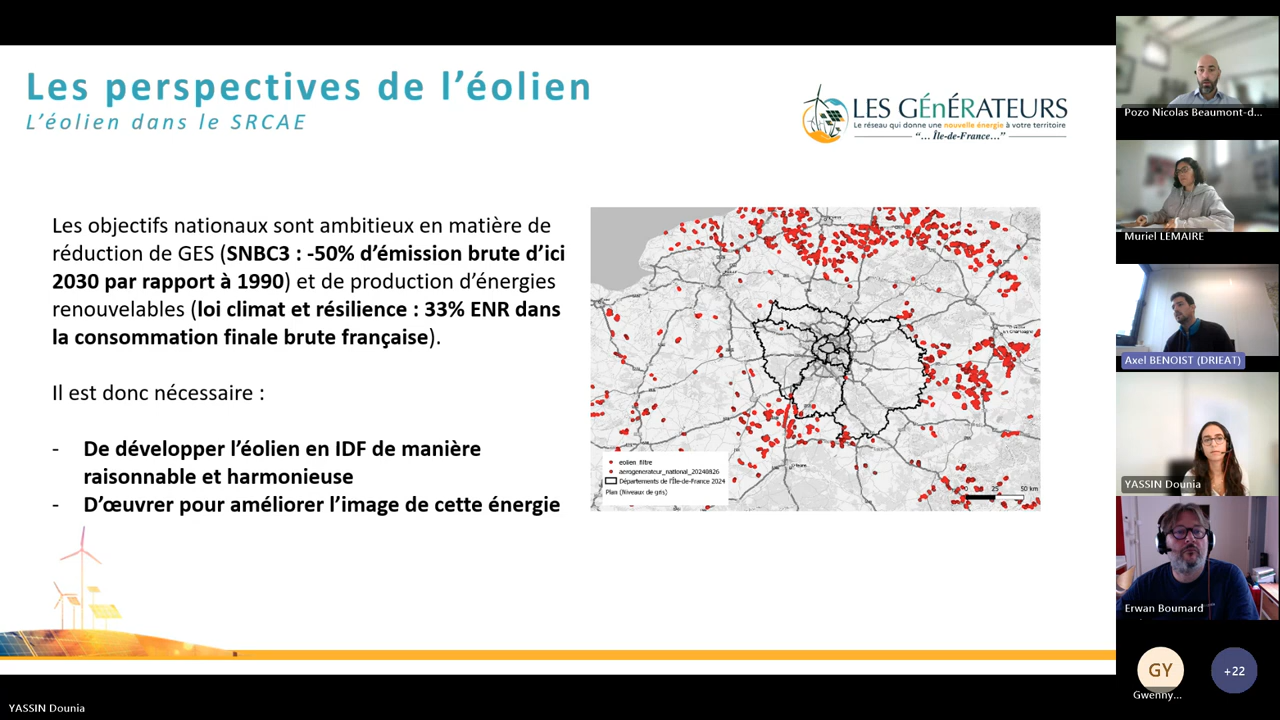 Les perspectives de l'éolien
L'éolien dans le SRCAE
LES GÉnÉRATEURS
Le réseau qui donne une nouvelle énergie à votre territoire
"... Île-de-France..."
Les objectifs nationaux sont ambitieux en matière de
réduction de GES (SNBC3 : -50% d'émission brute d'ici
2030 par rapport à 1990) et de production d'énergies
renouvelables (loi climat et résilience : 33% ENR dans
la consommation finale brute française).
Il est donc nécessaire :
- De développer l'éolien en IDF de manière
raisonnable et harmonieuse
- D'œuvrer pour améliorer l'image de cette énergie
eolien filtre
aerogenerateur_national_20240826
Départements de l'Île-de-France 2024
Plan (Niveaux de gris)
0 25 50 km
Pozo Nicolas Beaumont-d...
Muriel LEMAIRE
Axel BENOIST (DRIEAT)
YASSIN Dounia
Erwan Boumard
GY
+22
Gwenny...
YASSIN Dounia